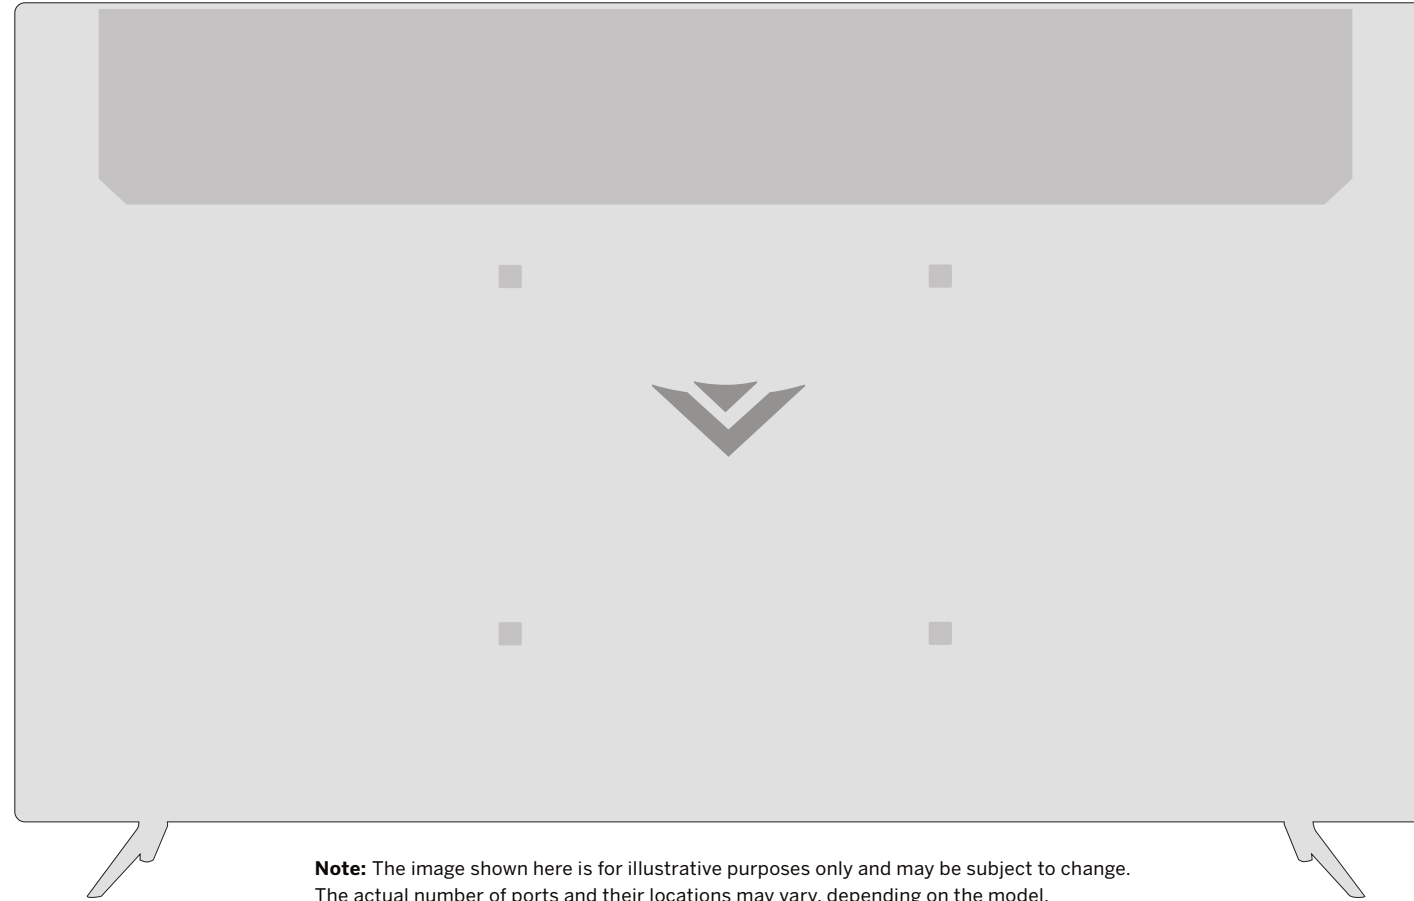 Note: The image shown here is for illustrative purposes only and may be subject to change.
The actual number of ports and their locations may vary, depending on the model.